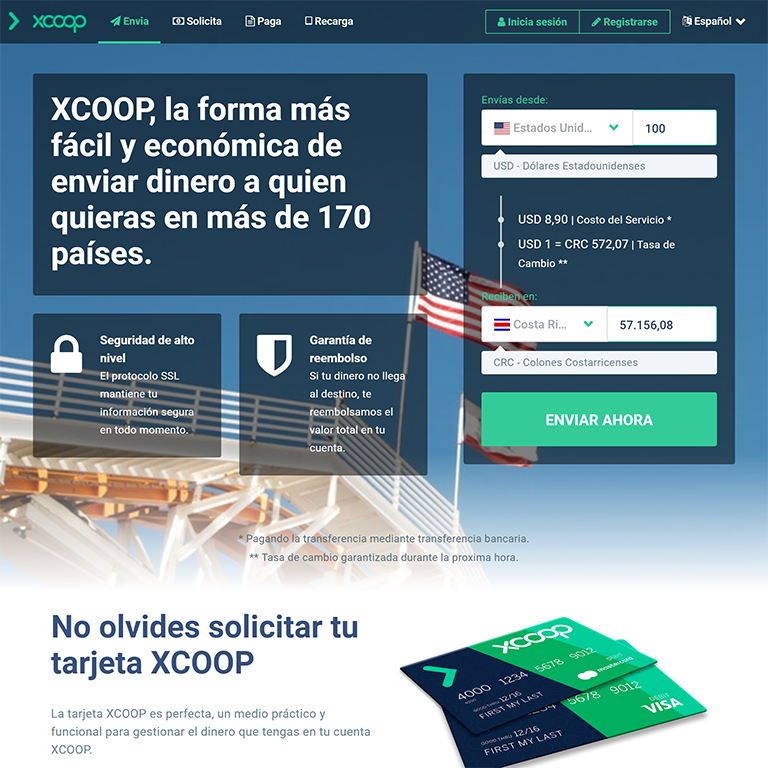 xcoop
Envia
Solicita
Paga
Recarga
Inicia sesión
Registrarse
Español
XCOOP, la forma más
fácil y económica de
enviar dinero a quien
quieras en más de 170
países.
Seguridad de alto
nivel
El protocolo SSL
mantiene tu
información segura
en todo momento.
Garantía de
reembolso
Si tu dinero no llega
al destino, te
reembolsamos el
valor total en tu
cuenta.
Envías desde:
Estados Unid...
100
USD - Dólares Estadounidenses
USD 8,90 | Costo del Servicio *
USD 1 = CRC 572,07 | Tasa de
Cambio **
Reciben en:
Costa Ri...
57.156,08
CRC - Colones Costarricenses
ENVIAR AHORA
* Pagando la transferencia mediante transferencia bancaria.
** Tasa de cambio garantizada durante la proxima hora.
No olvides solicitar tu
tarjeta XCOOP
La tarjeta XCOOP es perfecta, un medio práctico y
funcional para gestionar el dinero que tengas en tu cuenta
XCOOP.
xcoop
4000 1234 5678 9012
4000
GOOD THRU 12/16
FIRST MY LAST
DEBIT
mastercard
5678 9012
GOOD THRU 12/16
FIRST MY LAST
DEBIT
VISA